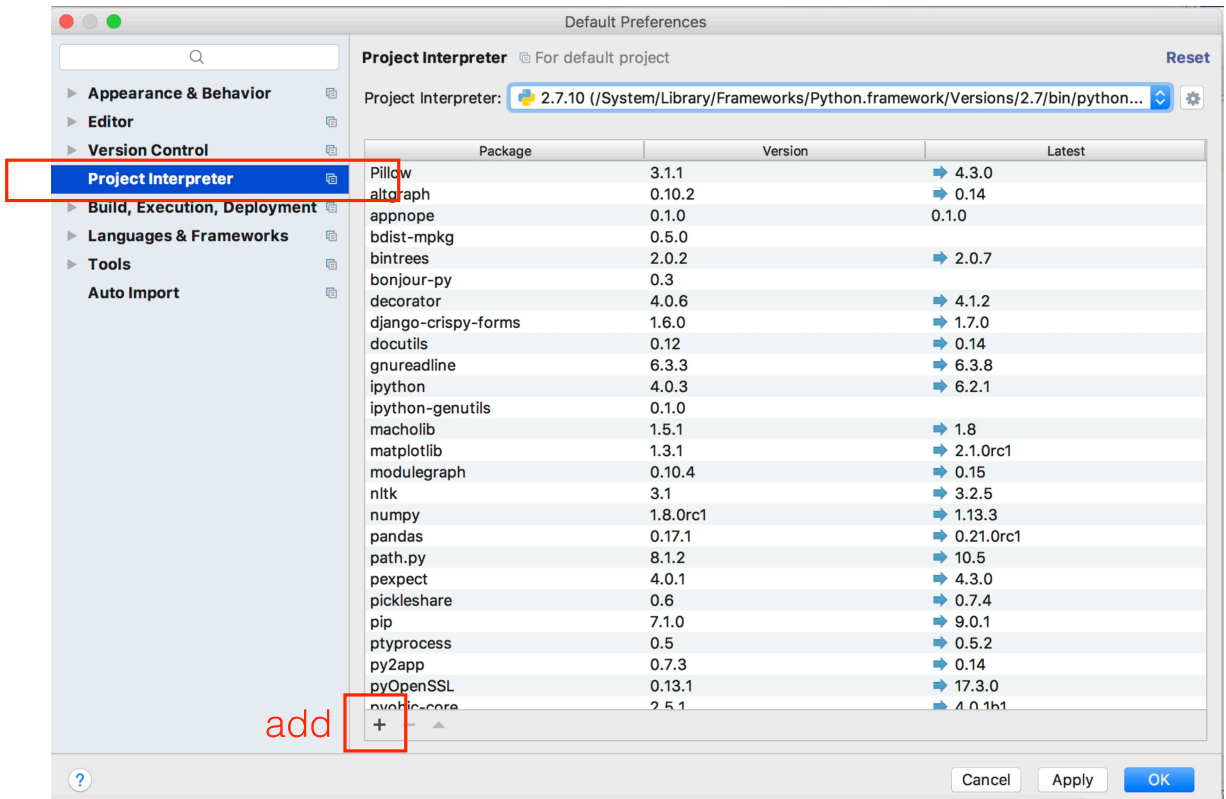 Default Preferences
Project Interpreter For default project Reset
Appearance & Behavior
Editor
Version Control
Project Interpreter
Build, Execution, Deployment
Languages & Frameworks
Tools
Auto Import
Project Interpreter: 2.7.10 (/System/Library/Frameworks/Python.framework/Versions/2.7/bin/python...
Package Version Latest
Pillow 3.1.1 4.3.0
altgraph 0.10.2 0.14
appnope 0.1.0 0.1.0
bdist-mpkg 0.5.0
bintrees 2.0.2 2.0.7
bonjour-py 0.3
decorator 4.0.6 4.1.2
django-crispy-forms 1.6.0 1.7.0
docutils 0.12 0.14
gnureadline 6.3.3 6.3.8
ipython 4.0.3 6.2.1
ipython-genutils 0.1.0
macholib 1.5.1 1.8
matplotlib 1.3.1 2.1.0rc1
modulegraph 0.10.4 0.15
nltk 3.1 3.2.5
numpy 1.8.0rc1 1.13.3
pandas 0.17.1 0.21.0rc1
path.py 8.1.2 10.5
pexpect 4.0.1 4.3.0
pickleshare 0.6 0.7.4
pip 7.1.0 9.0.1
ptyprocess 0.5 0.5.2
py2app 0.7.3 0.14
pyOpenSSL 0.13.1 17.3.0
pyobjc-core 2.5.1 4.0.1b1
add + −
? Cancel Apply OK